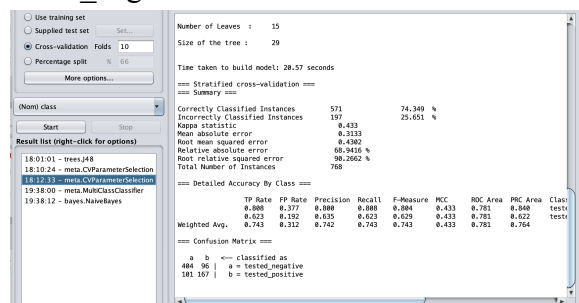 Use training set
Supplied test set Set...
Cross-validation Folds 10
Percentage split % 66
More options...
(Nom) class
Start Stop
Result list (right-click for options)
18:01:01 - trees.J48
18:10:24 - meta.CVParameterSelection
18:12:33 - meta.CVParameterSelection
19:38:00 - meta.MultiClassClassifier
19:38:12 - bayes.NaiveBayes
Number of Leaves : 15
Size of the tree : 29
Time taken to build model: 20.57 seconds
=== Stratified cross-validation ===
=== Summary ===
Correctly Classified Instances 571 74.349 %
Incorrectly Classified Instances 197 25.651 %
Kappa statistic 0.433
Mean absolute error 0.3133
Root mean squared error 0.4302
Relative absolute error 68.9416 %
Root relative squared error 90.2662 %
Total Number of Instances 768
=== Detailed Accuracy By Class ===
TP Rate FP Rate Precision Recall F-Measure MCC ROC Area PRC Area Class
0.808 0.377 0.800 0.808 0.804 0.433 0.781 0.840 teste
0.623 0.192 0.635 0.623 0.629 0.433 0.781 0.622 teste
Weighted Avg. 0.743 0.312 0.742 0.743 0.743 0.433 0.781 0.764
=== Confusion Matrix ===
a b <-- classified as
404 96 | a = tested_negative
101 167 | b = tested_positive